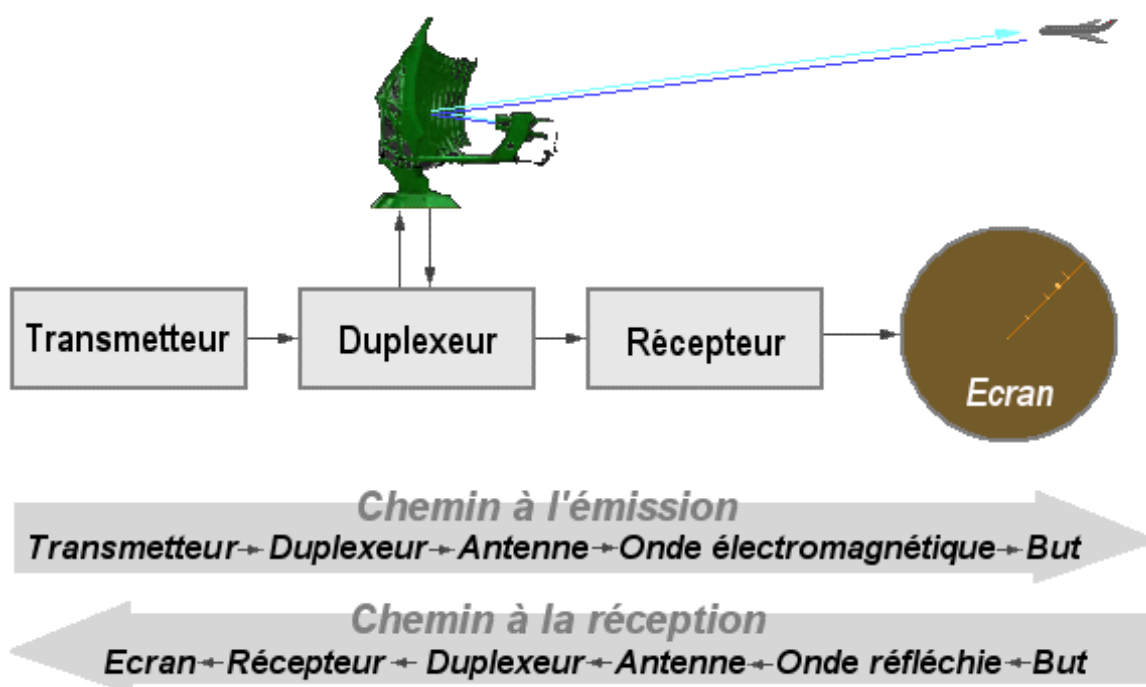 Transmetteur
Duplexeur
Récepteur
Ecran
Chemin à l'émission
Transmetteur→Duplexeur→Antenne→Onde électromagnétique→But
Chemin à la réception
Ecran←Récepteur←Duplexeur←Antenne←Onde réfléchie←But